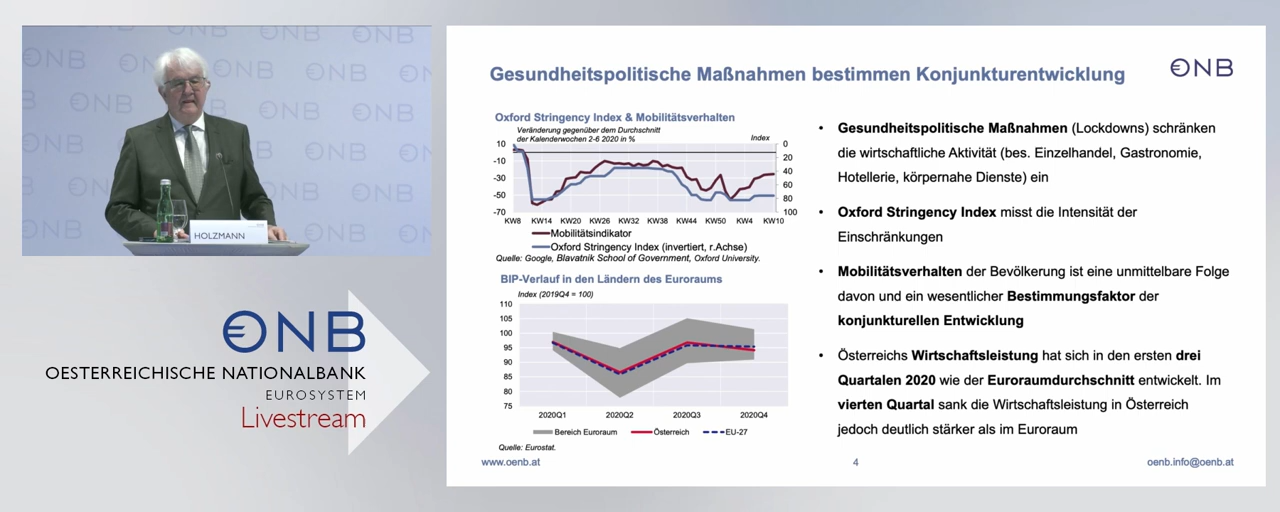 HOLZMANN
€NB
OESTERREICHISCHE NATIONALBANK
EUROSYSTEM
Livestream
Gesundheitspolitische Maßnahmen bestimmen Konjunkturentwicklung
€NB
Oxford Stringency Index & Mobilitätsverhalten
Veränderung gegenüber dem Durchschnitt
der Kalenderwochen 2-6 2020 in %
Index
10 -10 -30 -50 -70
0 20 40 60 80 100
KW8 KW14 KW20 KW26 KW32 KW38 KW44 KW50 KW4 KW10
Mobilitätsindikator
Oxford Stringency Index (invertiert, r.Achse)
Quelle: Google, Blavatnik School of Government, Oxford University.
BIP-Verlauf in den Ländern des Euroraums
Index (2019Q4 = 100)
110
105
100
95
90
85
80
75
2020Q1 2020Q2 2020Q3 2020Q4
Bereich Euroraum Österreich EU-27
Quelle: Eurostat.
• Gesundheitspolitische Maßnahmen (Lockdowns) schränken
die wirtschaftliche Aktivität (bes. Einzelhandel, Gastronomie,
Hotellerie, körpernahe Dienste) ein
• Oxford Stringency Index misst die Intensität der
Einschränkungen
• Mobilitätsverhalten der Bevölkerung ist eine unmittelbare Folge
davon und ein wesentlicher Bestimmungsfaktor der
konjunkturellen Entwicklung
• Österreichs Wirtschaftsleistung hat sich in den ersten drei
Quartalen 2020 wie der Euroraumdurchschnitt entwickelt. Im
vierten Quartal sank die Wirtschaftsleistung in Österreich
jedoch deutlich stärker als im Euroraum
www.oenb.at 4 oenb.info@oenb.at